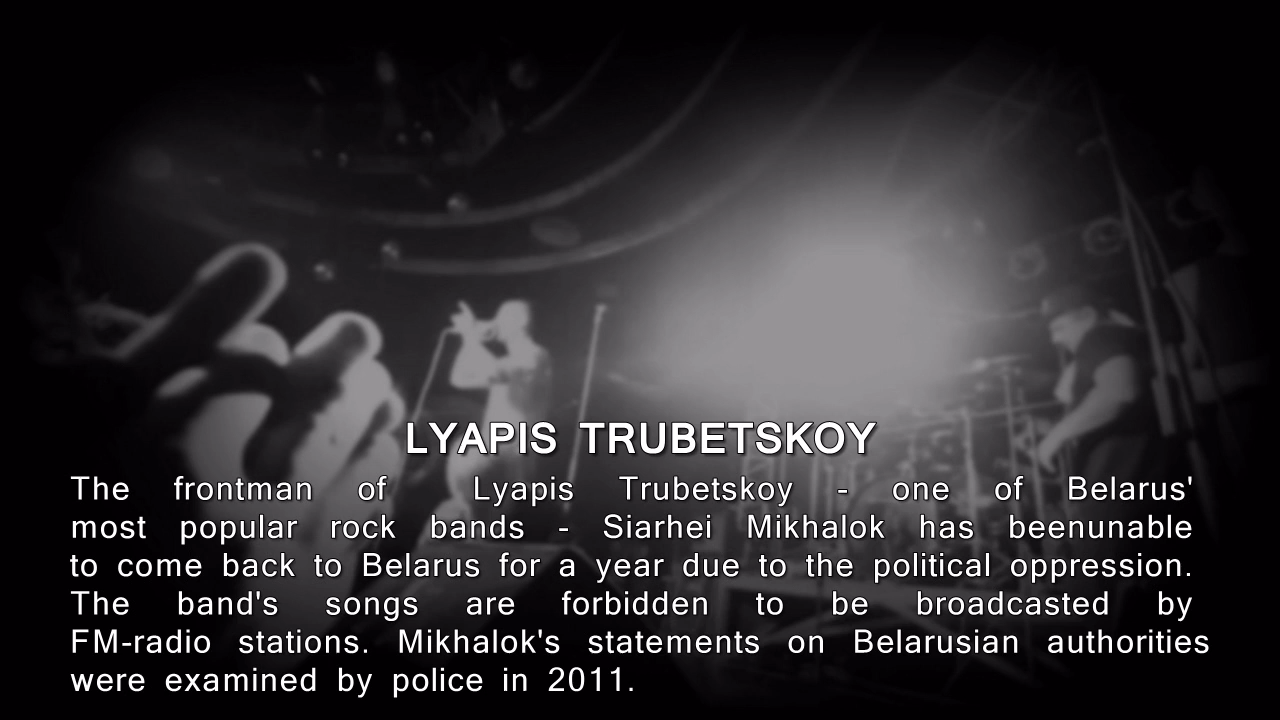 LYAPIS TRUBETSKOY
The frontman of Lyapis Trubetskoy - one of Belarus'
most popular rock bands - Siarhei Mikhalok has beenunable
to come back to Belarus for a year due to the political oppression.
The band's songs are forbidden to be broadcasted by
FM-radio stations. Mikhalok's statements on Belarusian authorities
were examined by police in 2011.